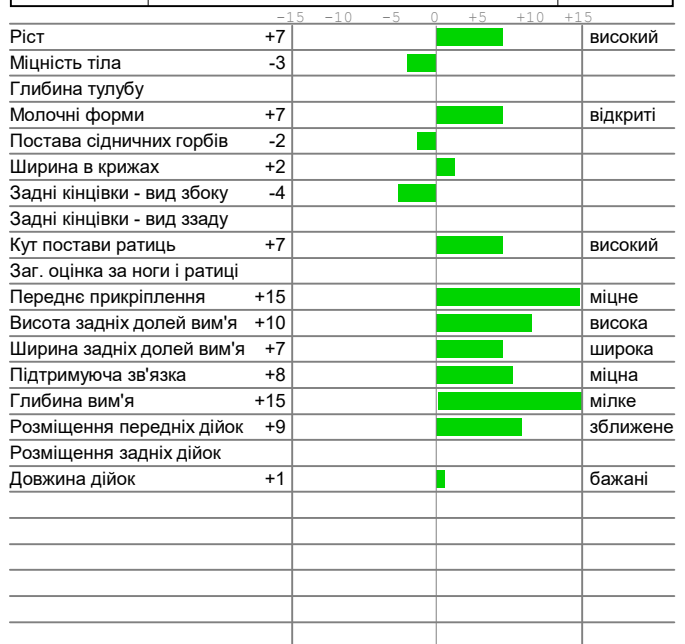 -15 -10 -5 0 +5 +10 +15
Ріст +7 високий
Міцність тіла -3
Глибина тулубу
Молочні форми +7 відкриті
Постава сідничних горбів -2
Ширина в крижах +2
Задні кінцівки - вид збоку -4
Задні кінцівки - вид ззаду
Кут постави ратиць +7 високий
Заг. оцінка за ноги і ратиці
Переднє прикріплення +15 міцне
Висота задніх долей вим'я +10 висока
Ширина задніх долей вим'я +7 широка
Підтримуюча зв'язка +8 міцна
Глибина вим'я +15 мілке
Розміщення передніх дійок +9 зближене
Розміщення задніх дійок
Довжина дійок +1 бажані